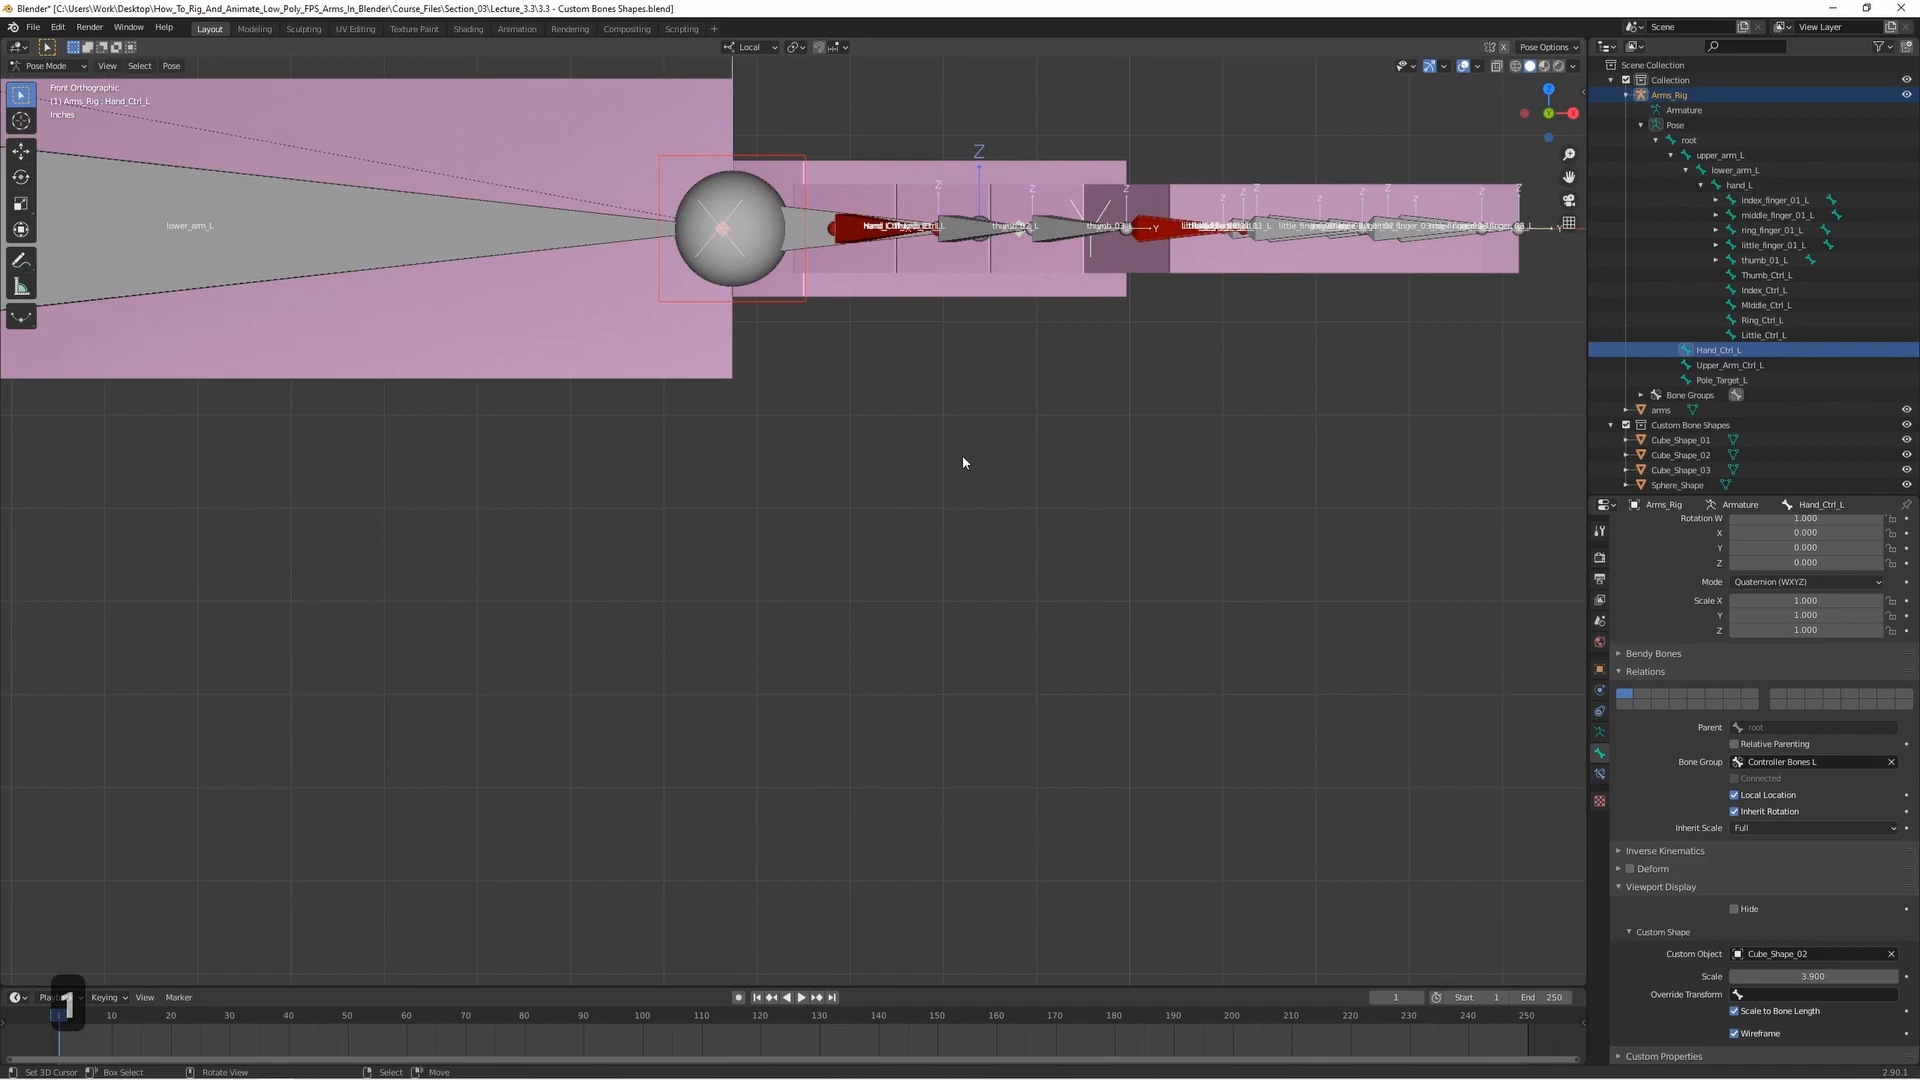 Blender* [C:\Users\Work\Desktop\How_To_Rig_And_Animate_Low_Poly_FPS_Arms_In_Blender\Course_Files\Section_03\Lecture_3.3\3.3 - Custom Bones Shapes.blend]
File Edit Render Window Help Layout Modeling Sculpting UV Editing Texture Paint Shading Animation Rendering Compositing Scripting + Scene View Layer
Local X Pose Options
Pose Mode View Select Pose
Front Orthographic
(1) Arms_Rig : Hand_Ctrl_L
Inches
lower_arm_L
thumb_02_L
thumb_03_L
Z
Y
Scene Collection
Collection
Arms_Rig
Armature
Pose
root
upper_arm_L
lower_arm_L
hand_L
index_finger_01_L
middle_finger_01_L
ring_finger_01_L
little_finger_01_L
thumb_01_L
Thumb_Ctrl_L
Index_Ctrl_L
MIddle_Ctrl_L
Ring_Ctrl_L
Little_Ctrl_L
Hand_Ctrl_L
Upper_Arm_Ctrl_L
Pole_Target_L
Bone Groups
arms
Custom Bone Shapes
Cube_Shape_01
Cube_Shape_02
Cube_Shape_03
Sphere_Shape
Arms_Rig Armature Hand_Ctrl_L
Rotation W 1.000
X 0.000
Y 0.000
Z 0.000
Mode Quaternion (WXYZ)
Scale X 1.000
Y 1.000
Z 1.000
Bendy Bones
Relations
Parent root
Relative Parenting
Bone Group Controller Bones L
Connected
Local Location
Inherit Rotation
Inherit Scale Full
Inverse Kinematics
Deform
Viewport Display
Hide
Custom Shape
Custom Object Cube_Shape_02
Scale 3.900
Override Transform
Scale to Bone Length
Wireframe
Custom Properties
1
Keying View Marker 1 Start 1 End 250
1 10 20 30 40 50 60 70 80 90 100 110 120 130 140 150 160 170 180 190 200 210 220 230 240 250
Set 3D Cursor Box Select Rotate View Select Move 2.90.1